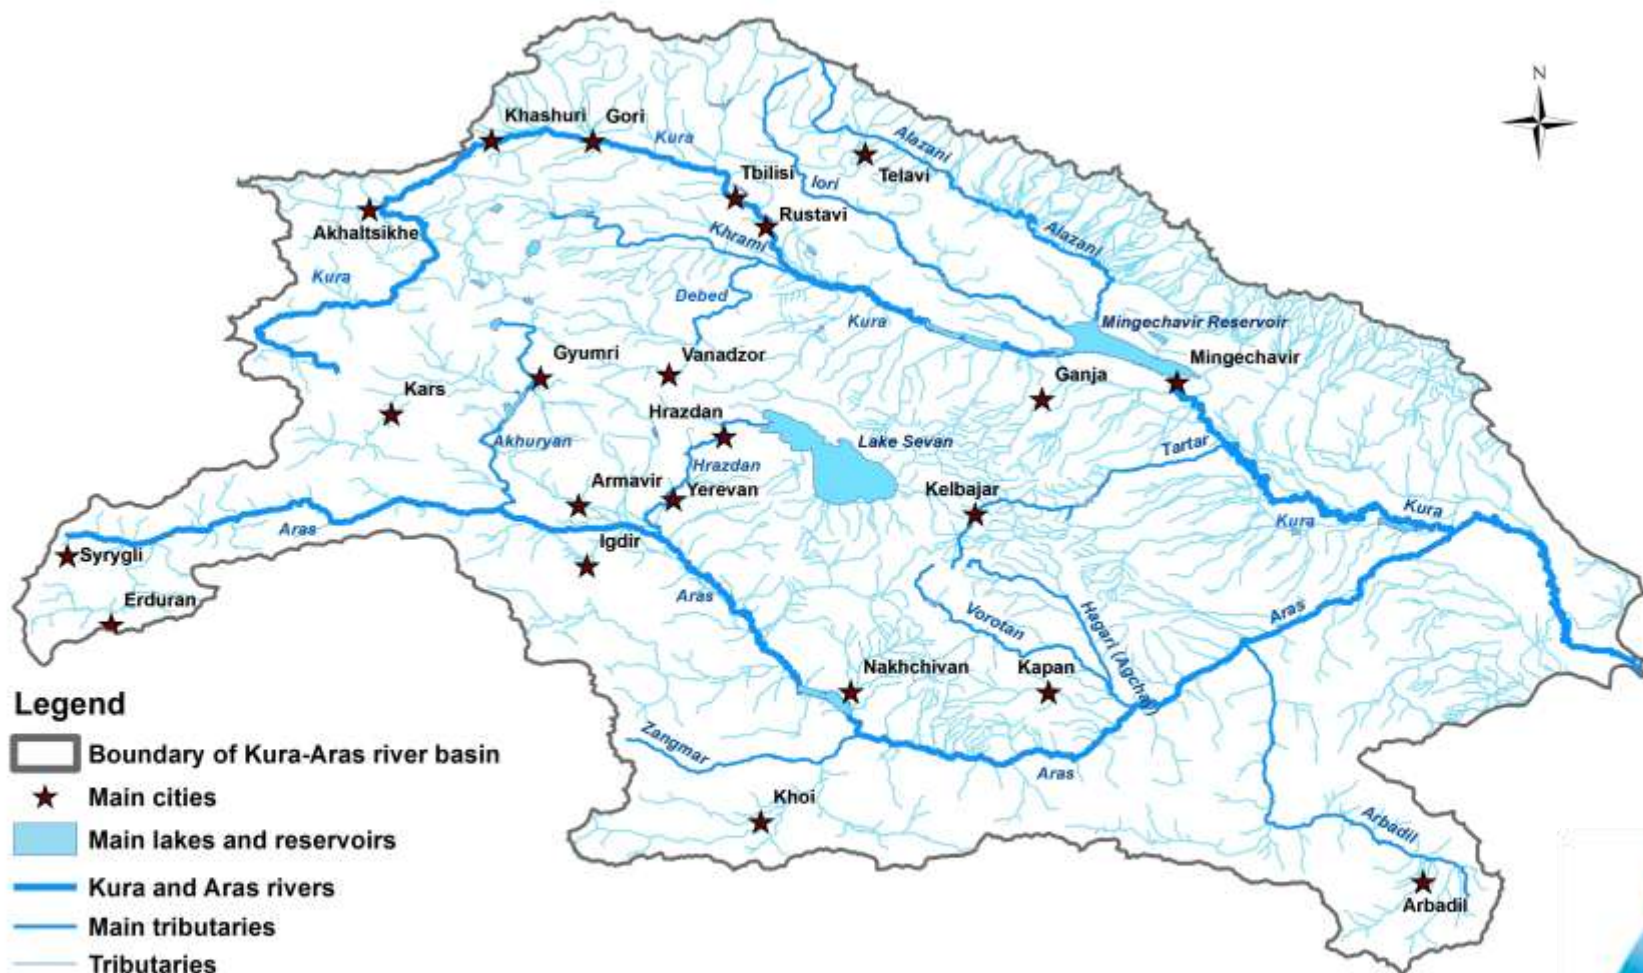 N
Khashuri
Gori
Kura
Alazani
Telavi
Tbilisi
Iori
Rustavi
Akhaltsikhe
Khrami
Alazani
Kura
Debed
Kura
Mingechavir Reservoir
Gyumri
Vanadzor
Mingechavir
Kars
Ganja
Hrazdan
Akhuryan
Lake Sevan
Tartar
Hrazdan
Armavir
Yerevan
Kelbajar
Kura
Kura
Aras
Igdir
Syrygli
Erduran
Aras
Vorotan
Hagari (Agchay)
Aras
Nakhchivan
Kapan
Zangmar
Aras
Khoi
Arbadil
Arbadil
Legend
Boundary of Kura-Aras river basin
Main cities
Main lakes and reservoirs
Kura and Aras rivers
Main tributaries
Tributaries